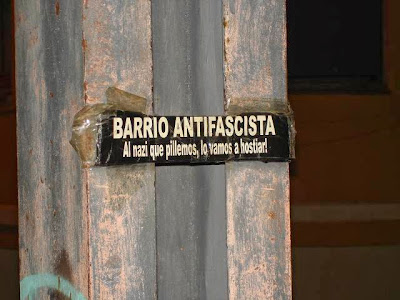 BARRIO ANTIFASCISTA
Al nazi que pillemos, lo vamos a hostiar!